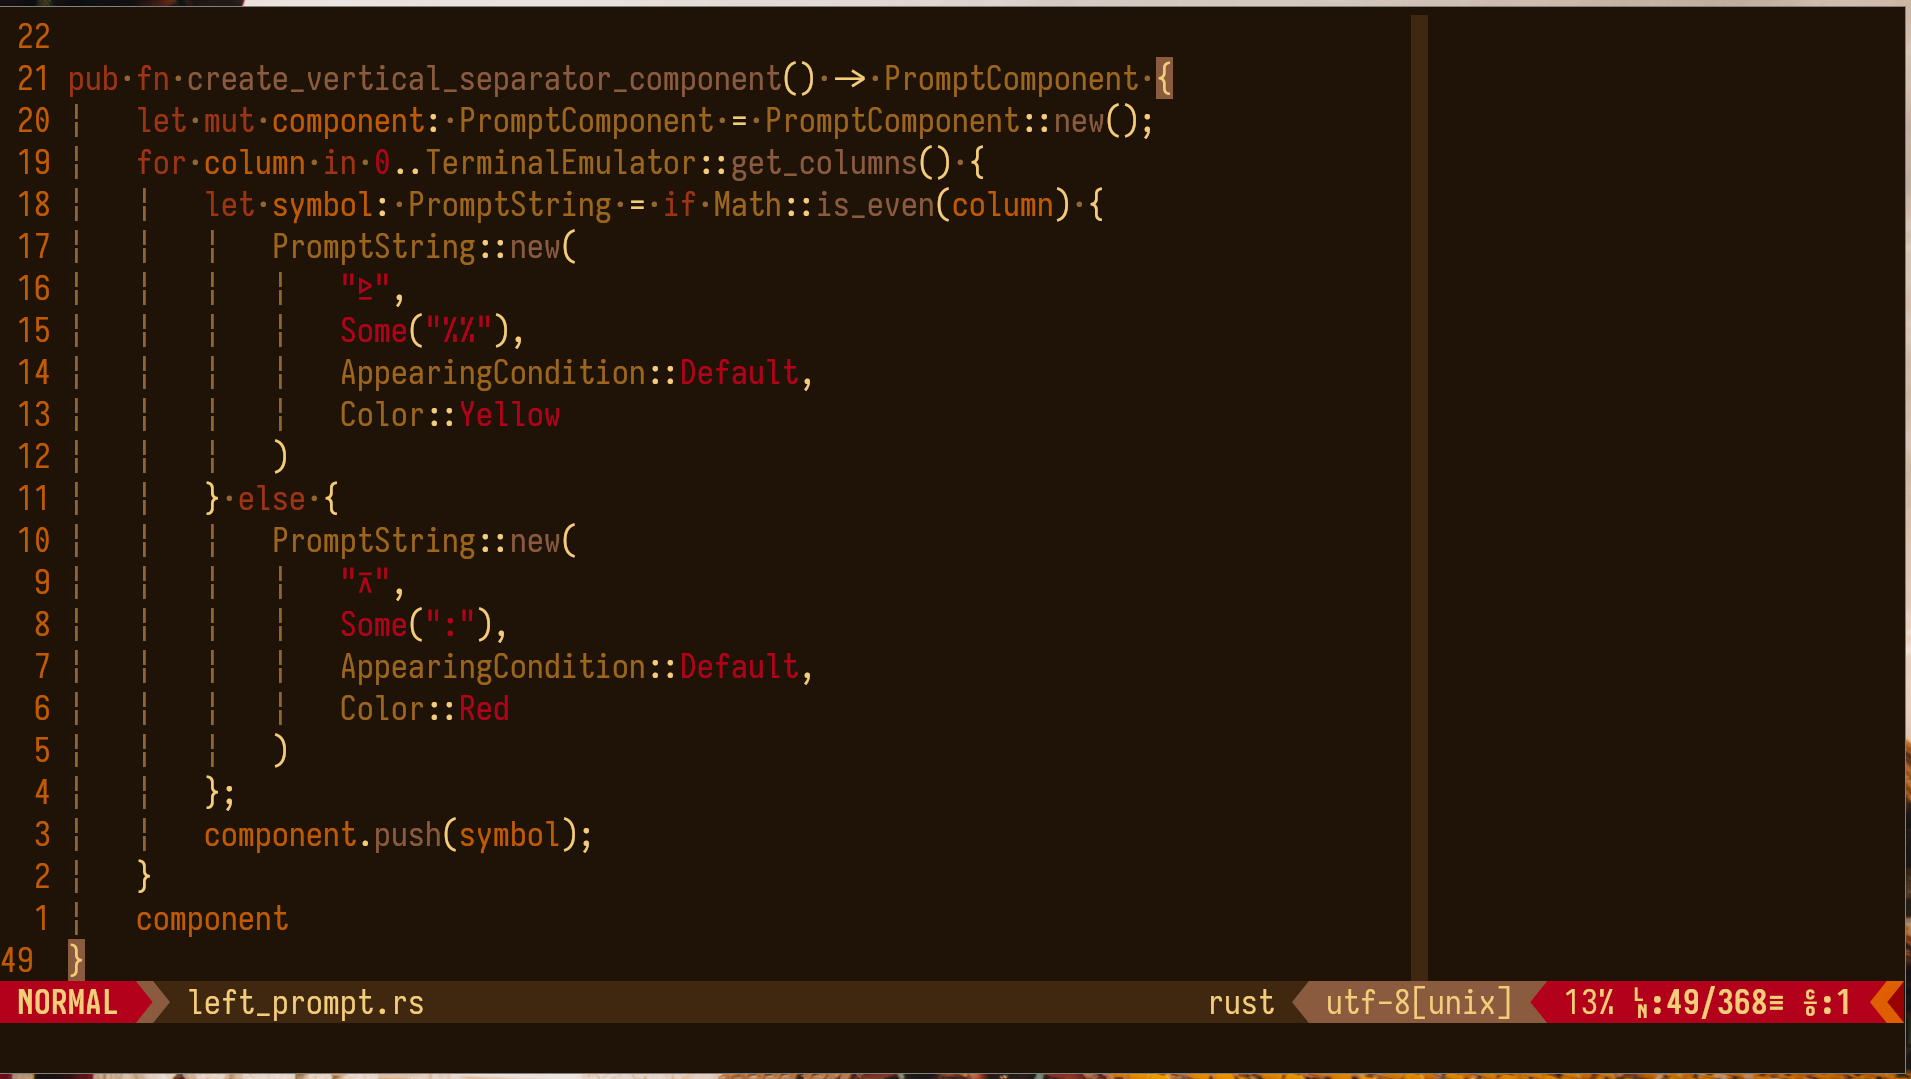 22
21 pub·fn·create_vertical_separator_component()·->·PromptComponent·{
20 ¦   let·mut·component:·PromptComponent·=·PromptComponent::new();
19 ¦   for·column·in·0..TerminalEmulator::get_columns()·{
18 ¦   ¦   let·symbol:·PromptString·=·if·Math::is_even(column)·{
17 ¦   ¦   ¦   PromptString::new(
16 ¦   ¦   ¦   ¦   "⊵",
15 ¦   ¦   ¦   ¦   Some("%%"),
14 ¦   ¦   ¦   ¦   AppearingCondition::Default,
13 ¦   ¦   ¦   ¦   Color::Yellow
12 ¦   ¦   ¦   )
11 ¦   ¦   }·else·{
10 ¦   ¦   ¦   PromptString::new(
9 ¦   ¦   ¦   ¦   "⊼",
8 ¦   ¦   ¦   ¦   Some(":"),
7 ¦   ¦   ¦   ¦   AppearingCondition::Default,
6 ¦   ¦   ¦   ¦   Color::Red
5 ¦   ¦   ¦   )
4 ¦   ¦   };
3 ¦   ¦   component.push(symbol);
2 ¦   }
1 ¦   component
49 }
NORMAL left_prompt.rs rust utf-8[unix] 13% ␤:49/368≡ ℅:1